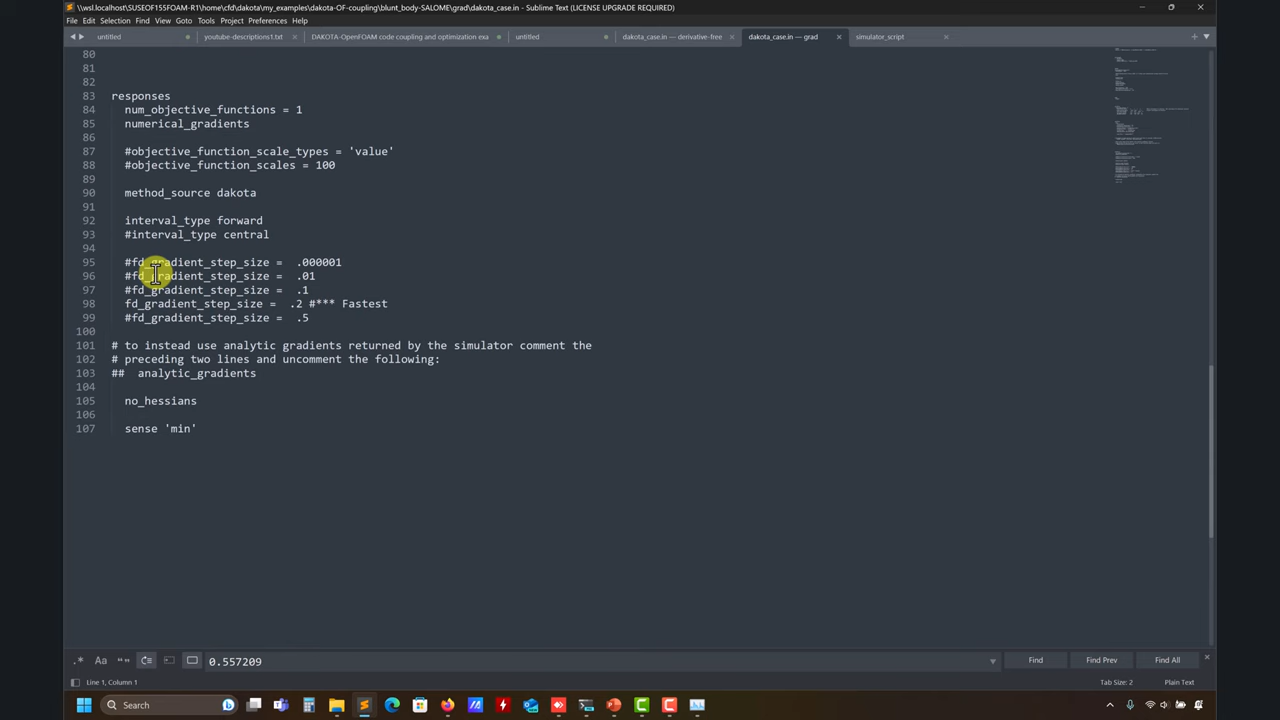 \\wsl.localhost\SUSEOF155FOAM-R1\home\cfd\dakota\my_examples\dakota-OF-coupling\blunt_body-SALOME\grad\dakota_case.in - Sublime Text (LICENSE UPGRADE REQUIRED)
File Edit Selection Find View Goto Tools Project Preferences Help
untitled youtube-descriptions1.txt DAKOTA-OpenFOAM code coupling and optimization exa untitled dakota_case.in — derivative-free dakota_case.in — grad simulator_script
80
81
82
83 responses
84 num_objective_functions = 1
85 numerical_gradients
86
87 #objective_function_scale_types = 'value'
88 #objective_function_scales = 100
89
90 method_source dakota
91
92 interval_type forward
93 #interval_type central
94
95 #fd_gradient_step_size = .000001
96 #fd_gradient_step_size = .01
97 #fd_gradient_step_size = .1
98 fd_gradient_step_size = .2 #*** Fastest
99 #fd_gradient_step_size = .5
100
101 # to instead use analytic gradients returned by the simulator comment the
102 # preceding two lines and uncomment the following:
103 ## analytic_gradients
104
105 no_hessians
106
107 sense 'min'
.* Aa “” 0.557209 Find Find Prev Find All
Line 1, Column 1 Tab Size: 2 Plain Text
Search